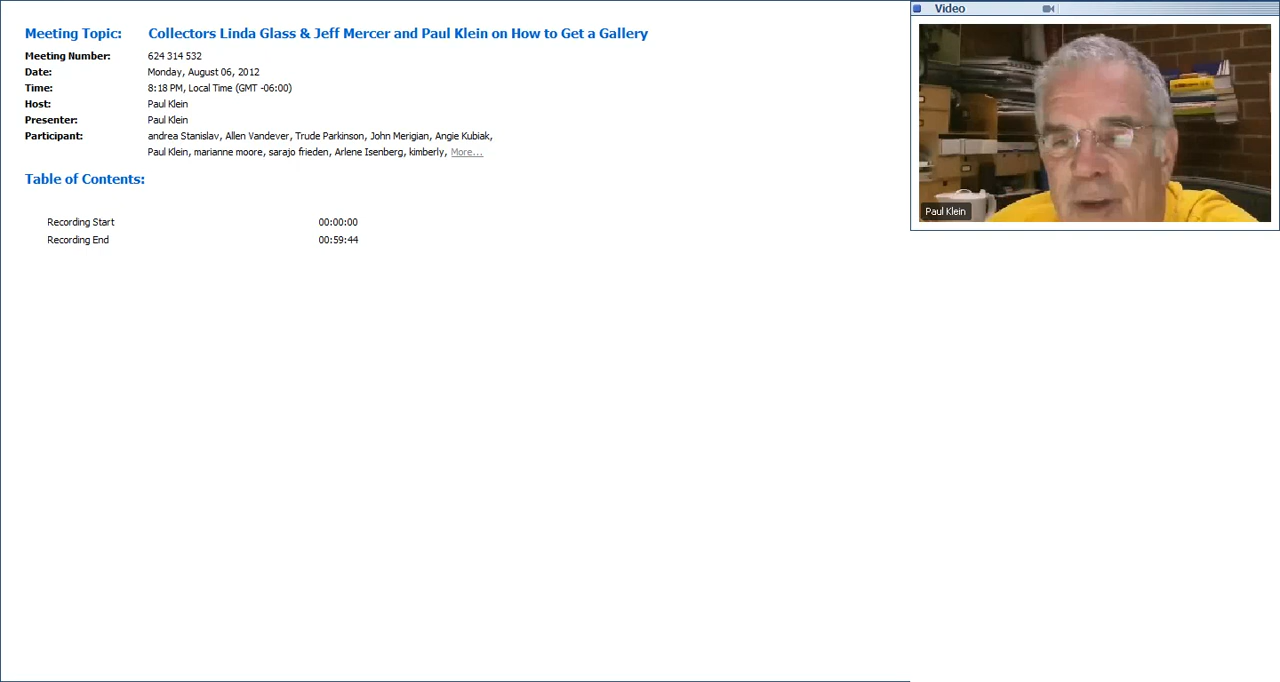 Meeting Topic: Collectors Linda Glass & Jeff Mercer and Paul Klein on How to Get a Gallery
Meeting Number: 624 314 532
Date: Monday, August 06, 2012
Time: 8:18 PM, Local Time (GMT -06:00)
Host: Paul Klein
Presenter: Paul Klein
Participant: andrea Stanislav, Allen Vandever, Trude Parkinson, John Merigian, Angie Kubiak,
Paul Klein, marianne moore, sarajo frieden, Arlene Isenberg, kimberly, More...
Table of Contents:
Recording Start 00:00:00
Recording End 00:59:44
Video
Paul Klein